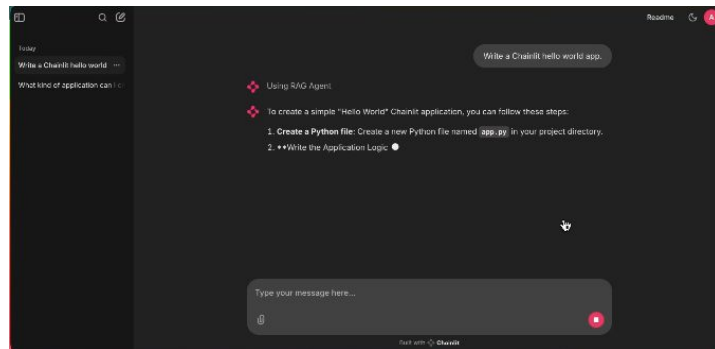 Readme
A
Today
Write a Chainlit hello world ...
What kind of application can I
Write a Chainlit hello world app.
Using RAG Agent
To create a simple "Hello World" Chainlit application, you can follow these steps:
1. Create a Python file: Create a new Python file named app.py in your project directory.
2. **Write the Application Logic
Type your message here...
Built with Chainlit